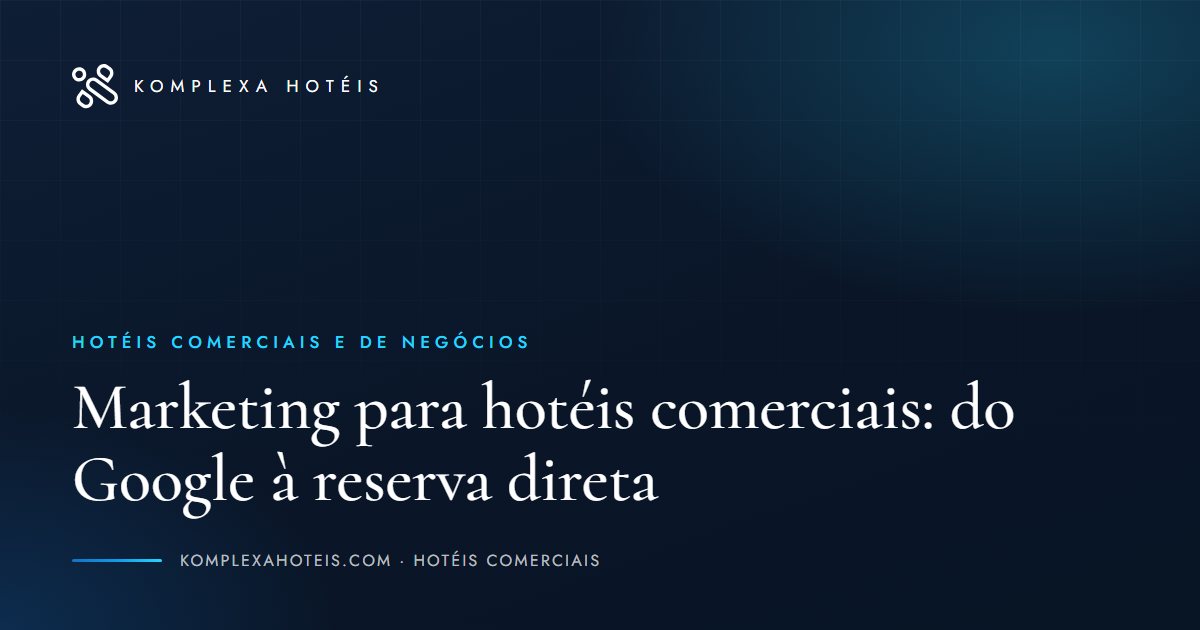 KOMPLEXA HOTÉIS
HOTÉIS COMERCIAIS E DE NEGÓCIOS
Marketing para hotéis comerciais: do
Google à reserva direta
KOMPLEXAHOTEIS.COM · HOTÉIS COMERCIAIS